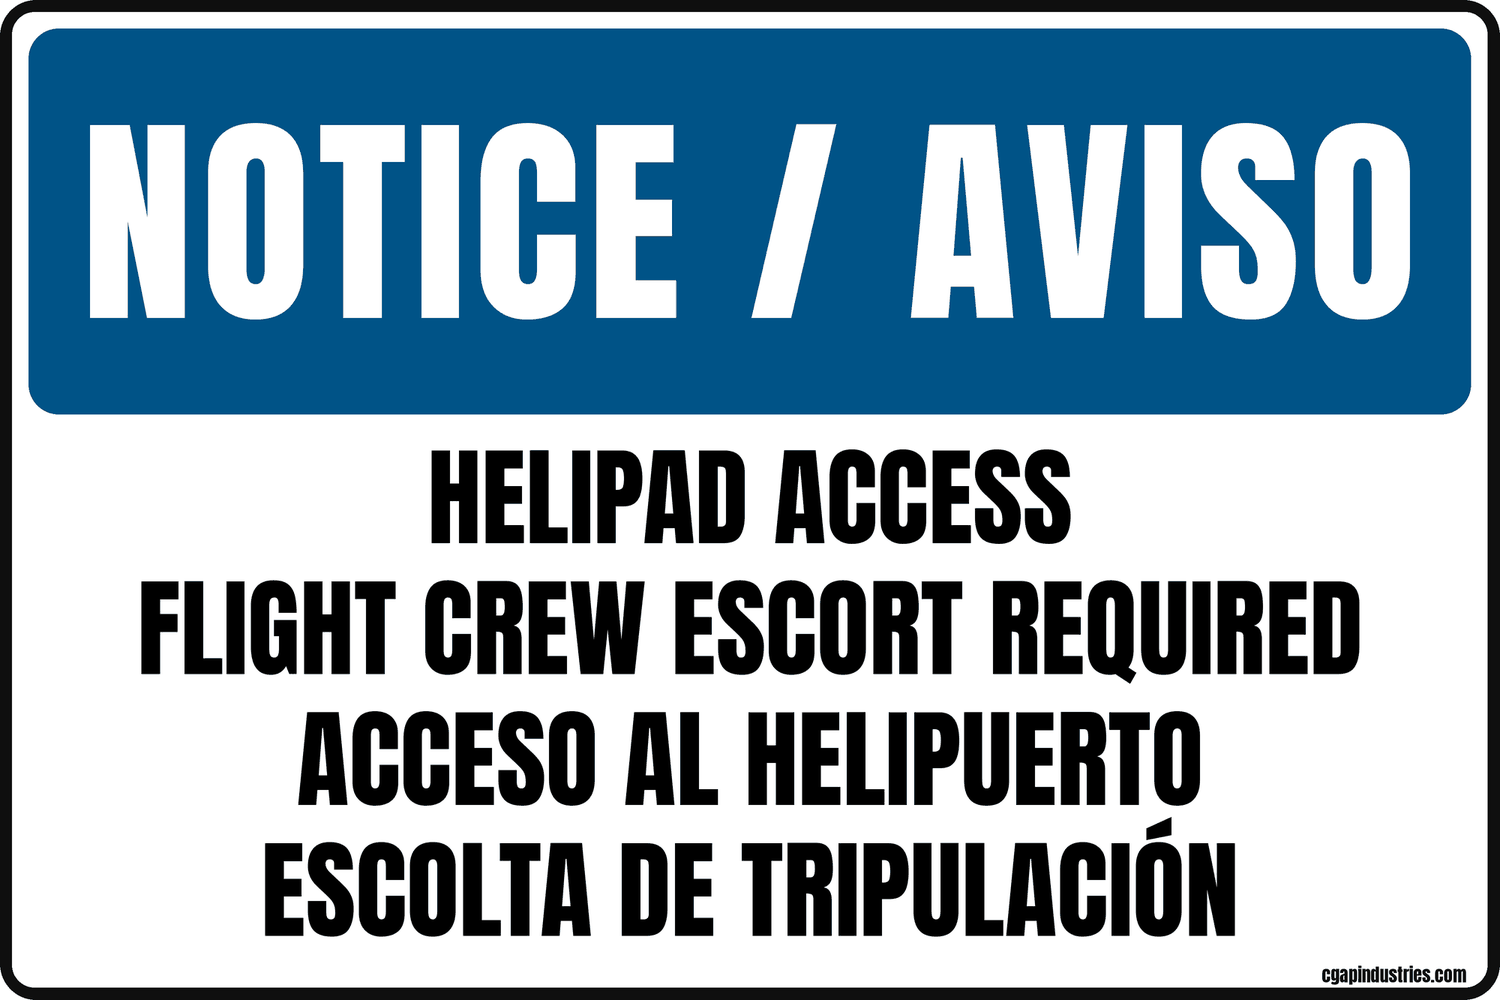 NOTICE / AVISO
HELIPAD ACCESS
FLIGHT CREW ESCORT REQUIRED
ACCESO AL HELIPUERTO
ESCOLTA DE TRIPULACIÓN
cgapindustries.com